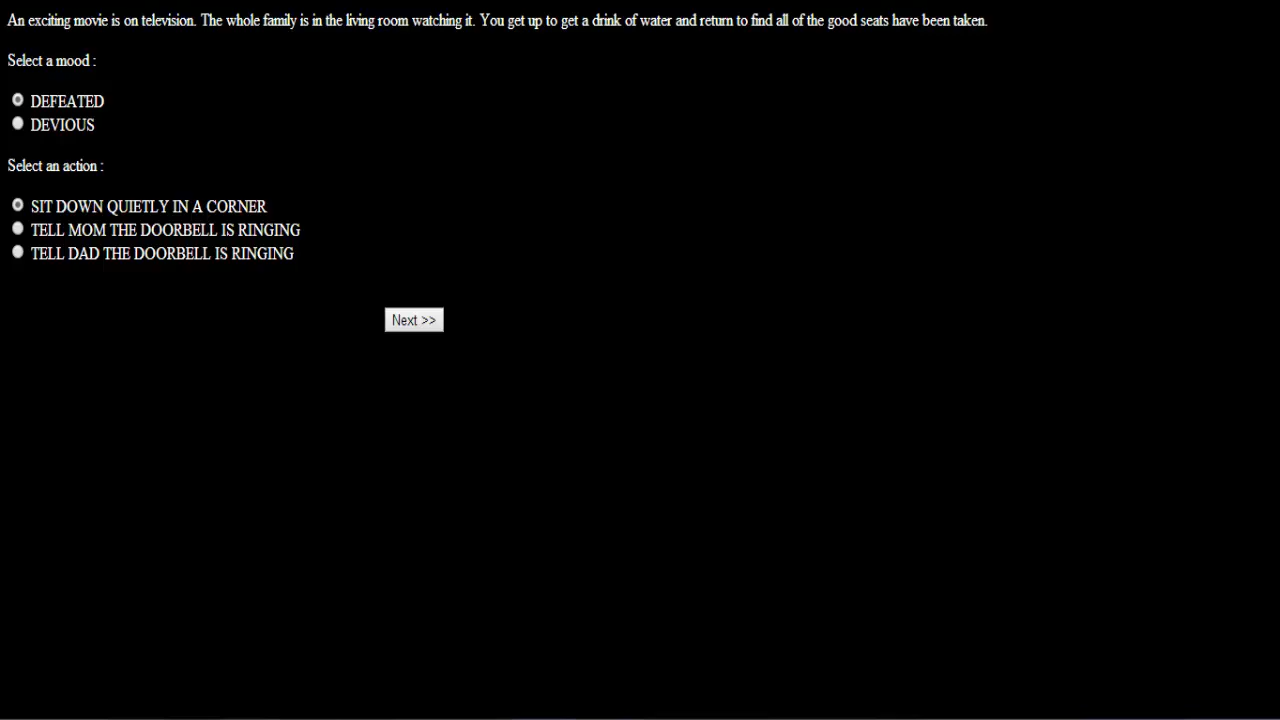 An exciting movie is on television. The whole family is in the living room watching it. You get up to get a drink of water and return to find all of the good seats have been taken.
Select a mood :
DEFEATED
DEVIOUS
Select an action :
SIT DOWN QUIETLY IN A CORNER
TELL MOM THE DOORBELL IS RINGING
TELL DAD THE DOORBELL IS RINGING
Next >>